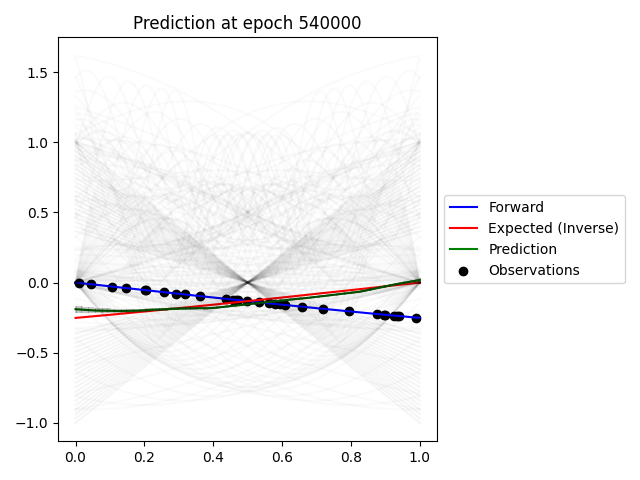 Prediction at epoch 540000
1.5
1.0
0.5
0.0
−0.5
−1.0
0.0 0.2 0.4 0.6 0.8 1.0
Forward
Expected (Inverse)
Prediction
Observations